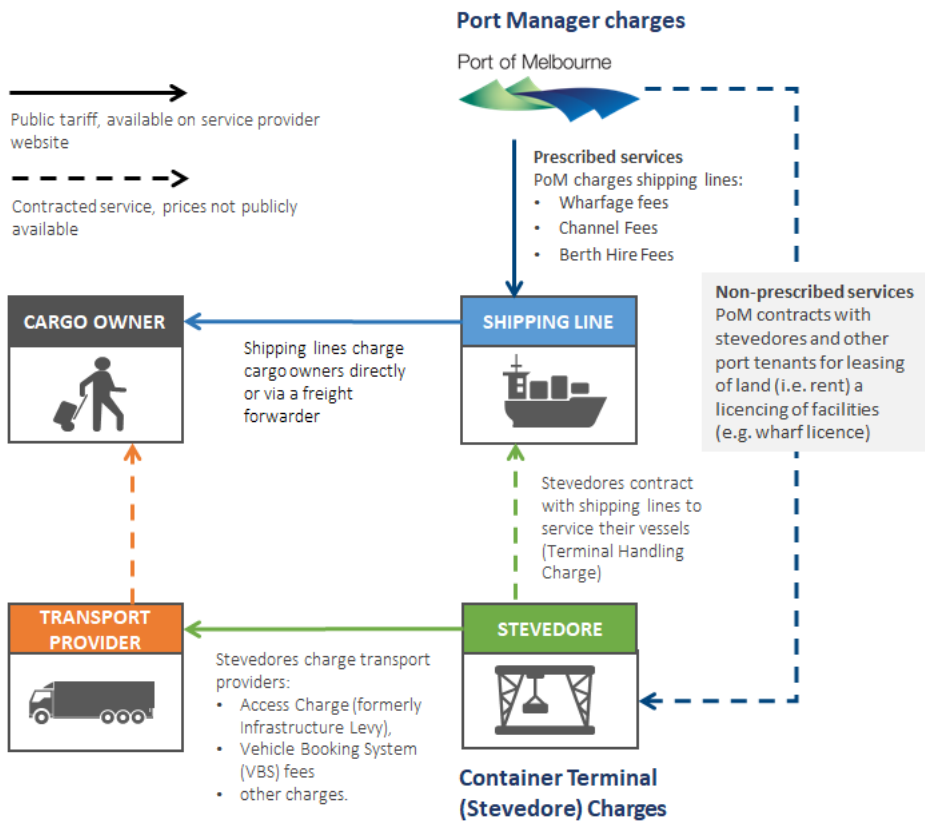 Port Manager charges
Port of Melbourne
Public tariff, available on service provider
website
Contracted service, prices not publicly
available
Prescribed services
PoM charges shipping lines:
• Wharfage fees
• Channel Fees
• Berth Hire Fees
Non-prescribed services
PoM contracts with
stevedores and other
port tenants for leasing
of land (i.e. rent) a
licencing of facilities
(e.g. wharf licence)
CARGO OWNER
SHIPPING LINE
Shipping lines charge
cargo owners directly
or via a freight
forwarder
Stevedores contract
with shipping lines to
service their vessels
(Terminal Handling
Charge)
TRANSPORT
PROVIDER
STEVEDORE
Stevedores charge transport
providers:
• Access Charge (formerly
Infrastructure Levy),
• Vehicle Booking System
(VBS) fees
• other charges.
Container Terminal
(Stevedore) Charges